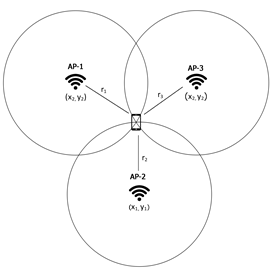 AP-1
(x₂,y₂)
r₁
AP-3
(x₂,y₂)
r₃
r₂
AP-2
(x₁,y₁)